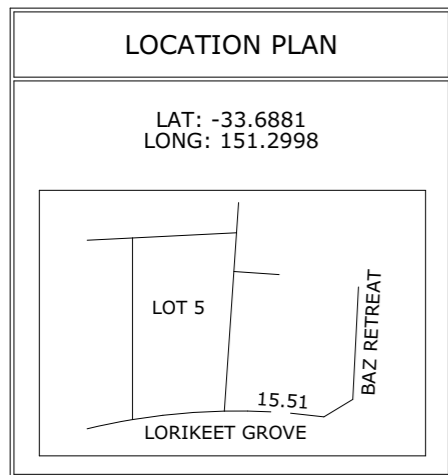 LOCATION PLAN
LAT: -33.6881
LONG: 151.2998
LOT 5
BAZ RETREAT
15.51
LORIKEET GROVE